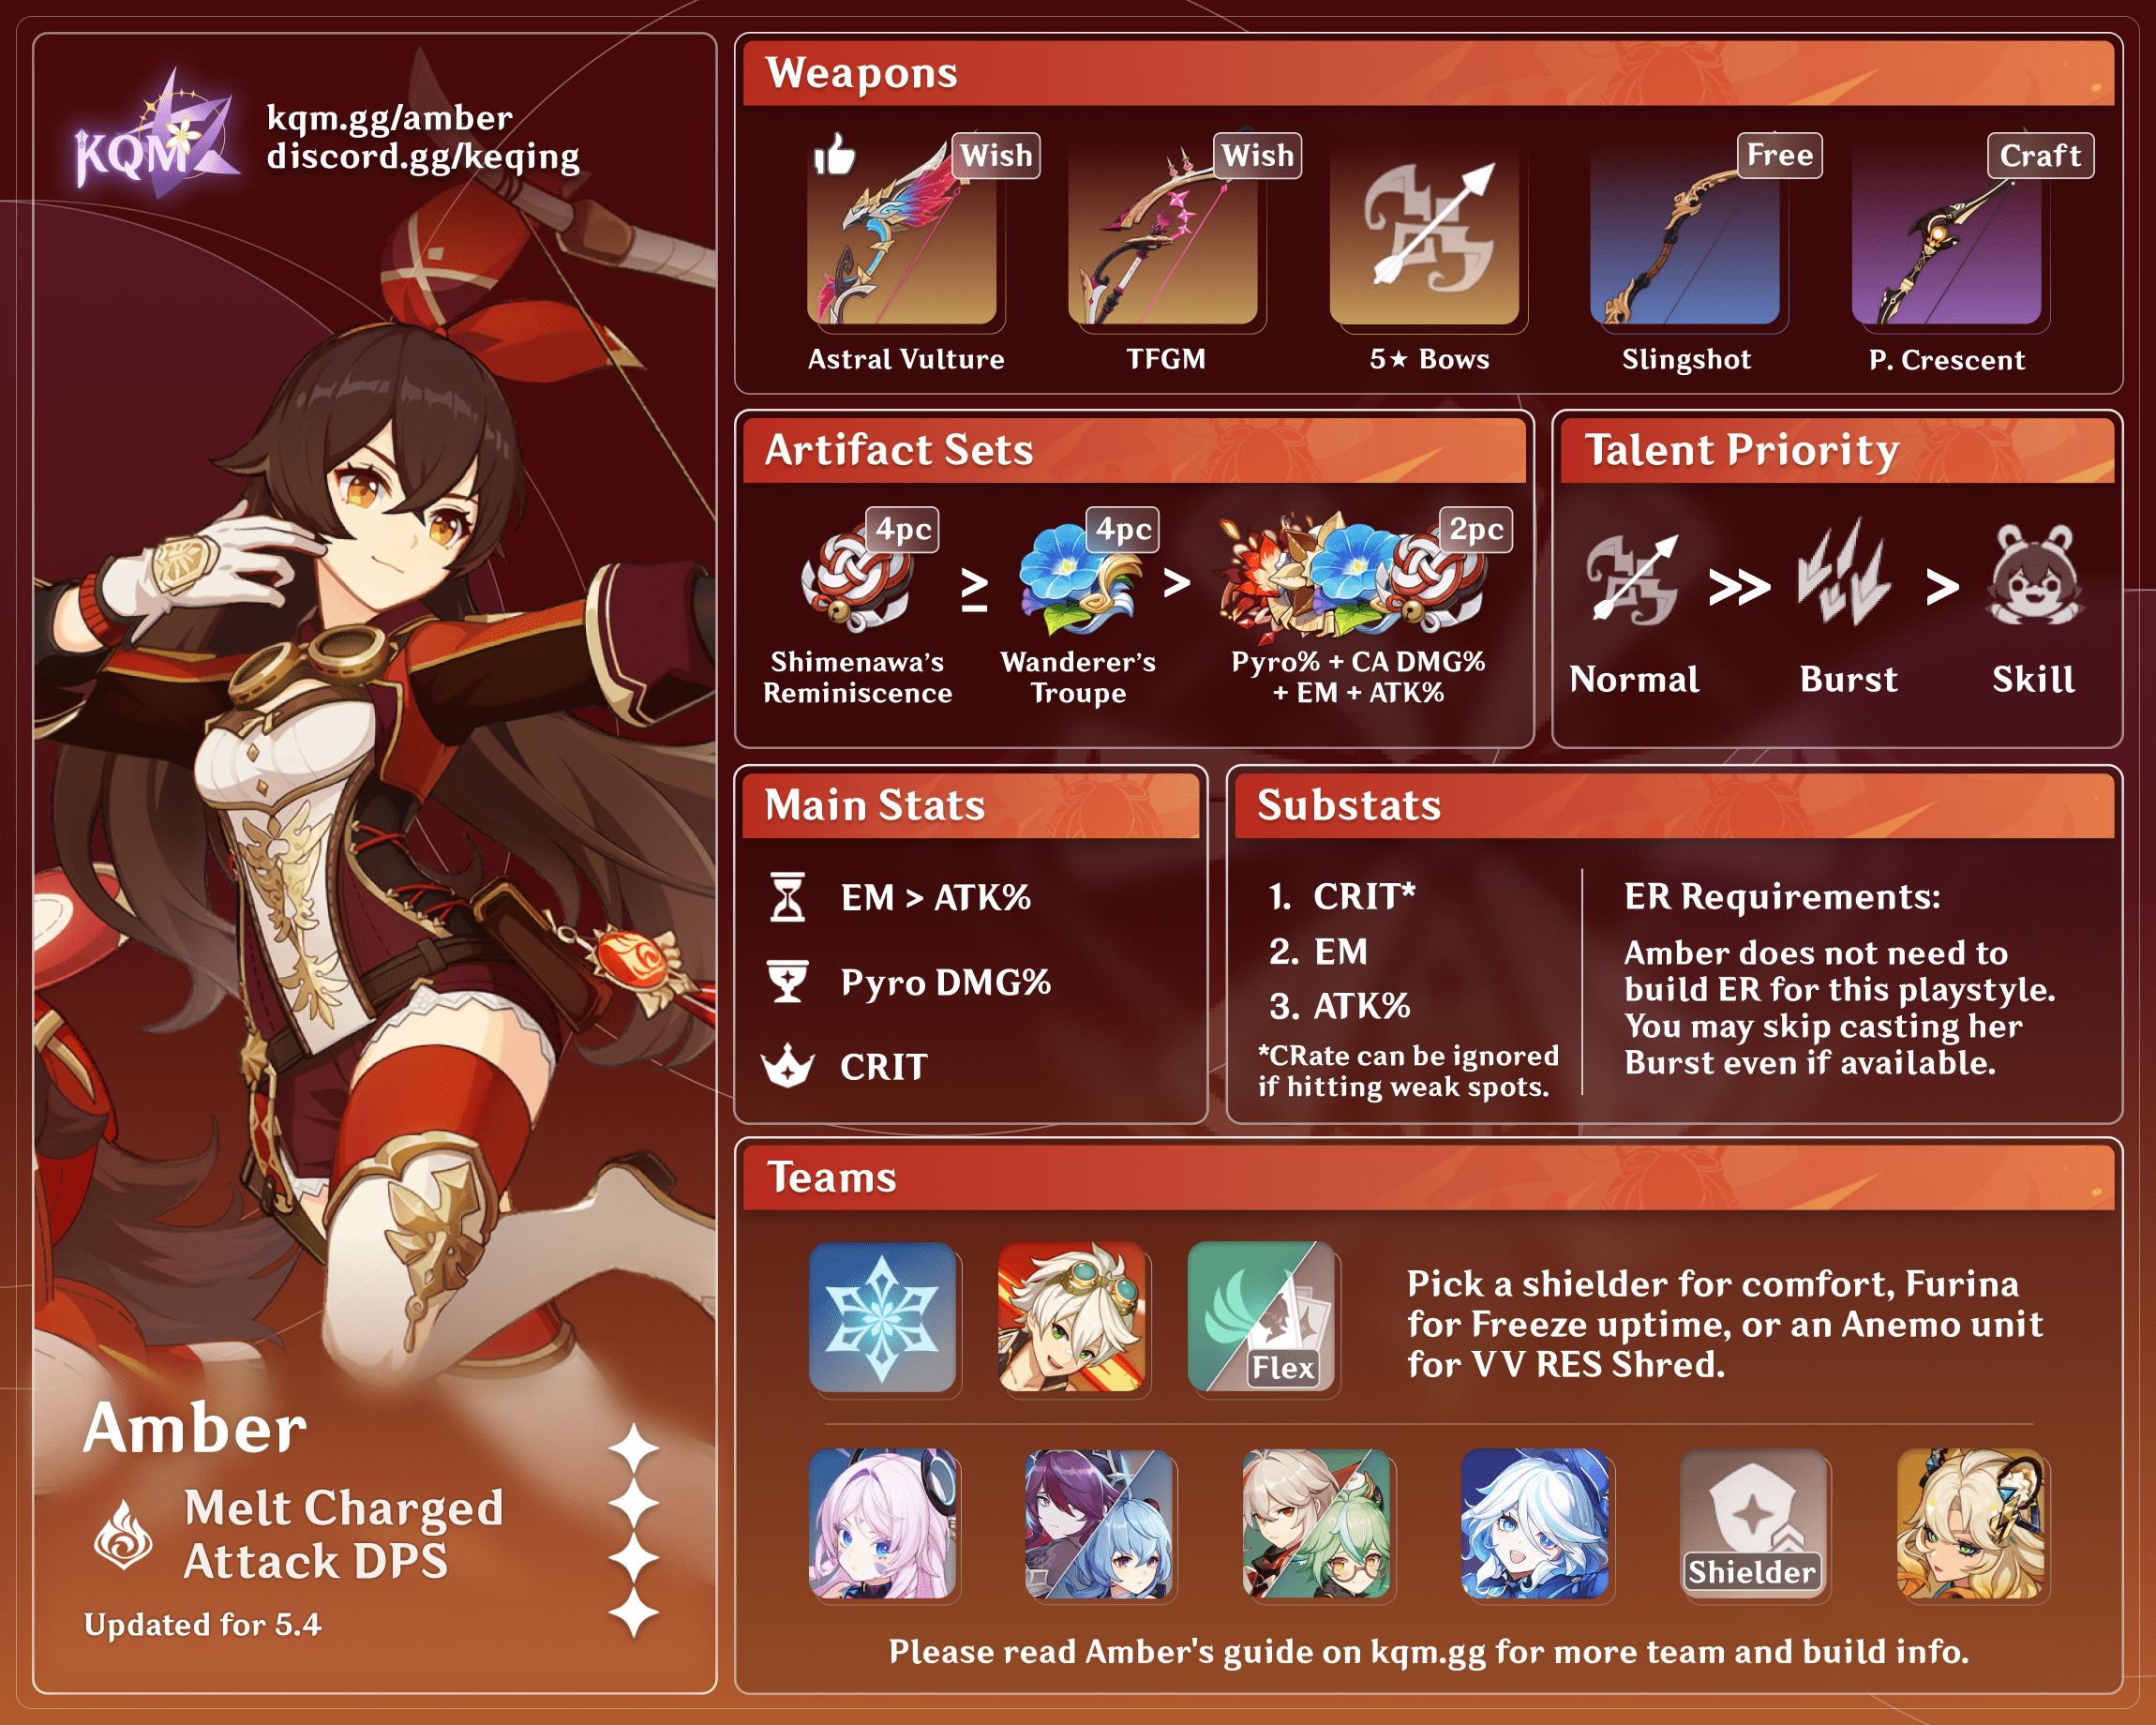 KQM
kqm.gg/amber
discord.gg/keqing
Amber
Melt Charged
Attack DPS
Updated for 5.4
Weapons
Wish
Wish
Free
Craft
Astral Vulture
TFGM
5★ Bows
Slingshot
P. Crescent
Artifact Sets
4pc
≥
4pc
>
2pc
Shimenawa's
Reminiscence
Wanderer's
Troupe
Pyro% + CA DMG%
+ EM + ATK%
Talent Priority
>>
>
Normal
Burst
Skill
Main Stats
EM > ATK%
Pyro DMG%
CRIT
Substats
1. CRIT*
2. EM
3. ATK%
*CRate can be ignored
if hitting weak spots.
ER Requirements:
Amber does not need to
build ER for this playstyle.
You may skip casting her
Burst even if available.
Teams
Flex
Pick a shielder for comfort, Furina
for Freeze uptime, or an Anemo unit
for VV RES Shred.
Shielder
Please read Amber's guide on kqm.gg for more team and build info.